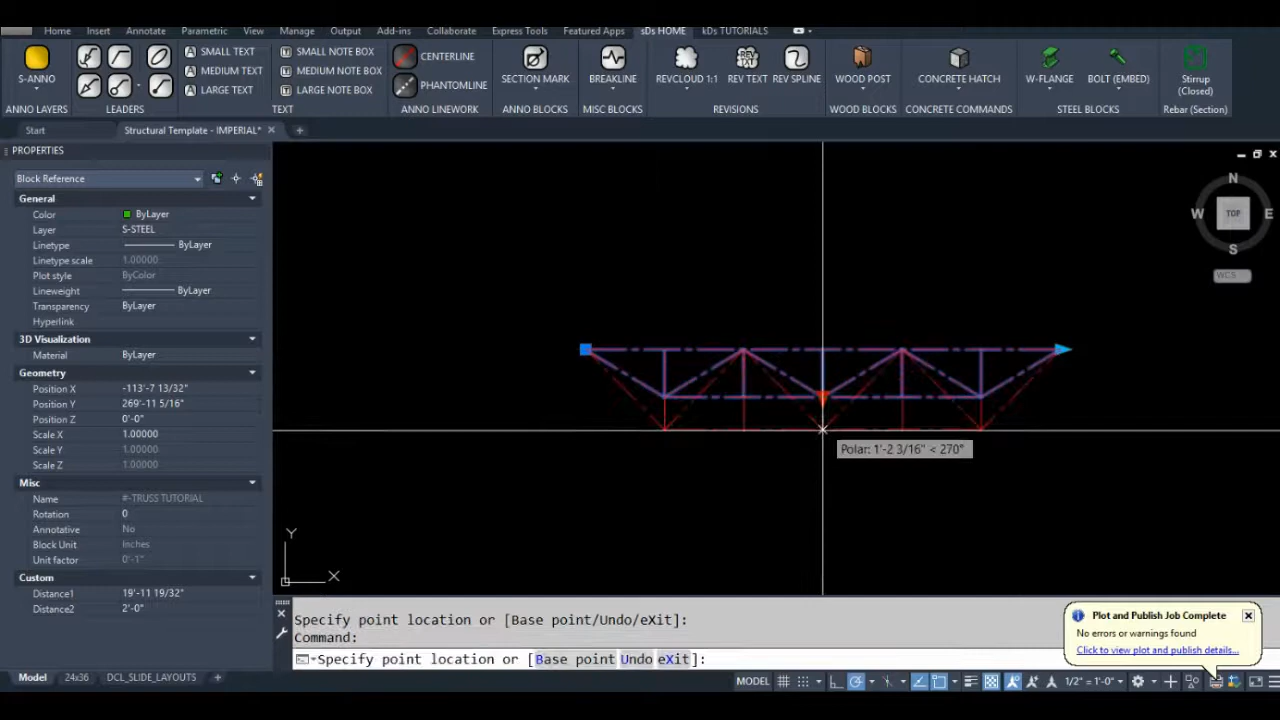 Home Insert Annotate Parametric View Manage Output Add-ins Collaborate Express Tools Featured Apps sDs HOME kDs TUTORIALS
S-ANNO
SMALL TEXT
MEDIUM TEXT
LARGE TEXT
SMALL NOTE BOX
MEDIUM NOTE BOX
LARGE NOTE BOX
CENTERLINE
PHANTOMLINE
SECTION MARK
BREAKLINE
REVCLOUD 1:1
REV TEXT
REV SPLINE
WOOD POST
CONCRETE HATCH
W-FLANGE
BOLT (EMBED)
Stirrup
(Closed)
ANNO LAYERS LEADERS TEXT ANNO LINEWORK ANNO BLOCKS MISC BLOCKS REVISIONS WOOD BLOCKS CONCRETE COMMANDS STEEL BLOCKS Rebar (Section)
Start
Structural Template - IMPERIAL*
PROPERTIES
Block Reference
General
Color ByLayer
Layer S-STEEL
Linetype ByLayer
Linetype scale 1.00000
Plot style ByColor
Lineweight ByLayer
Transparency ByLayer
Hyperlink
3D Visualization
Material ByLayer
Geometry
Position X -113'-7 13/32"
Position Y 269'-11 5/16"
Position Z 0'-0"
Scale X 1.00000
Scale Y 1.00000
Scale Z 1.00000
Misc
Name #-TRUSS TUTORIAL
Rotation 0
Annotative No
Block Unit Inches
Unit factor 0'-1"
Custom
Distance1 19'-11 19/32"
Distance2 2'-0"
N
W TOP E
S
WCS
Polar: 1'-2 3/16" < 270°
Y
X
Specify point location or [Base point/Undo/eXit]:
Command:
Specify point location or [Base point Undo eXit]:
Plot and Publish Job Complete
No errors or warnings found
Click to view plot and publish details...
Model 24x36 DCL_SLIDE_LAYOUTS
MODEL
1/2" = 1'-0"